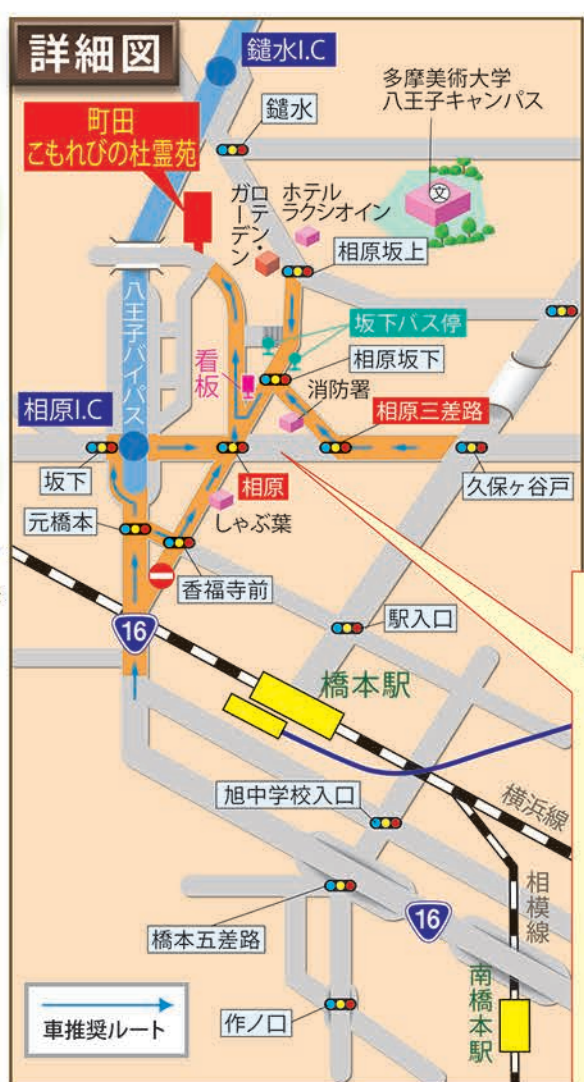 詳細図
鑓水I.C
鑓水
多摩美術大学
八王子キャンパス
文
町田
こもれびの杜霊苑
ホテル
ラクシオイン
ロテン・
ガーデン
相原坂上
八王子バイパス
坂下バス停
相原坂下
看板
消防署
相原三差路
相原I.C
坂下
相原
久保ヶ谷戸
しゃぶ葉
元橋本
香福寺前
駅入口
16
橋本駅
旭中学校入口
横浜線
相模線
16
橋本五差路
南橋本駅
作ノ口
車推奨ルート